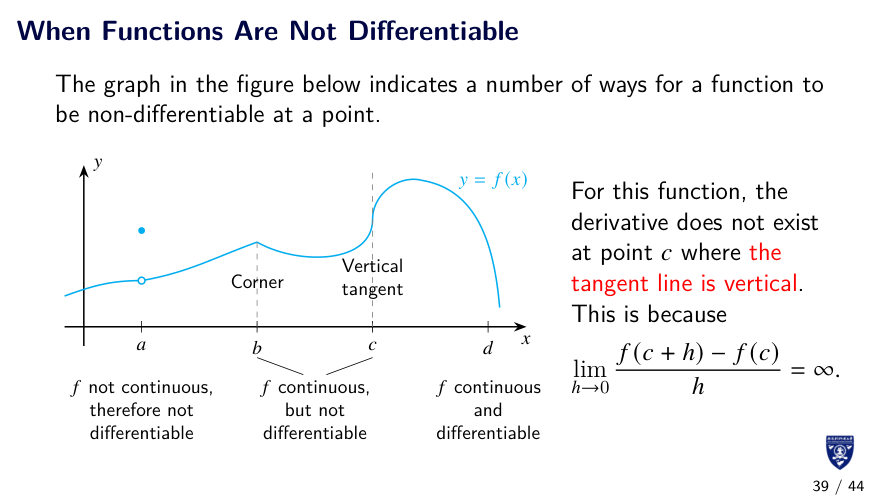 When Functions Are Not Differentiable
The graph in the figure below indicates a number of ways for a function to
be non-differentiable at a point.
y
y = f(x)
Corner
Vertical
tangent
a
b
c
d
x
f not continuous,
therefore not
differentiable
f continuous,
but not
differentiable
f continuous
and
differentiable
For this function, the
derivative does not exist
at point c where the
tangent line is vertical.
This is because
lim h→0 f(c + h) − f(c) / h = ∞.
39 / 44